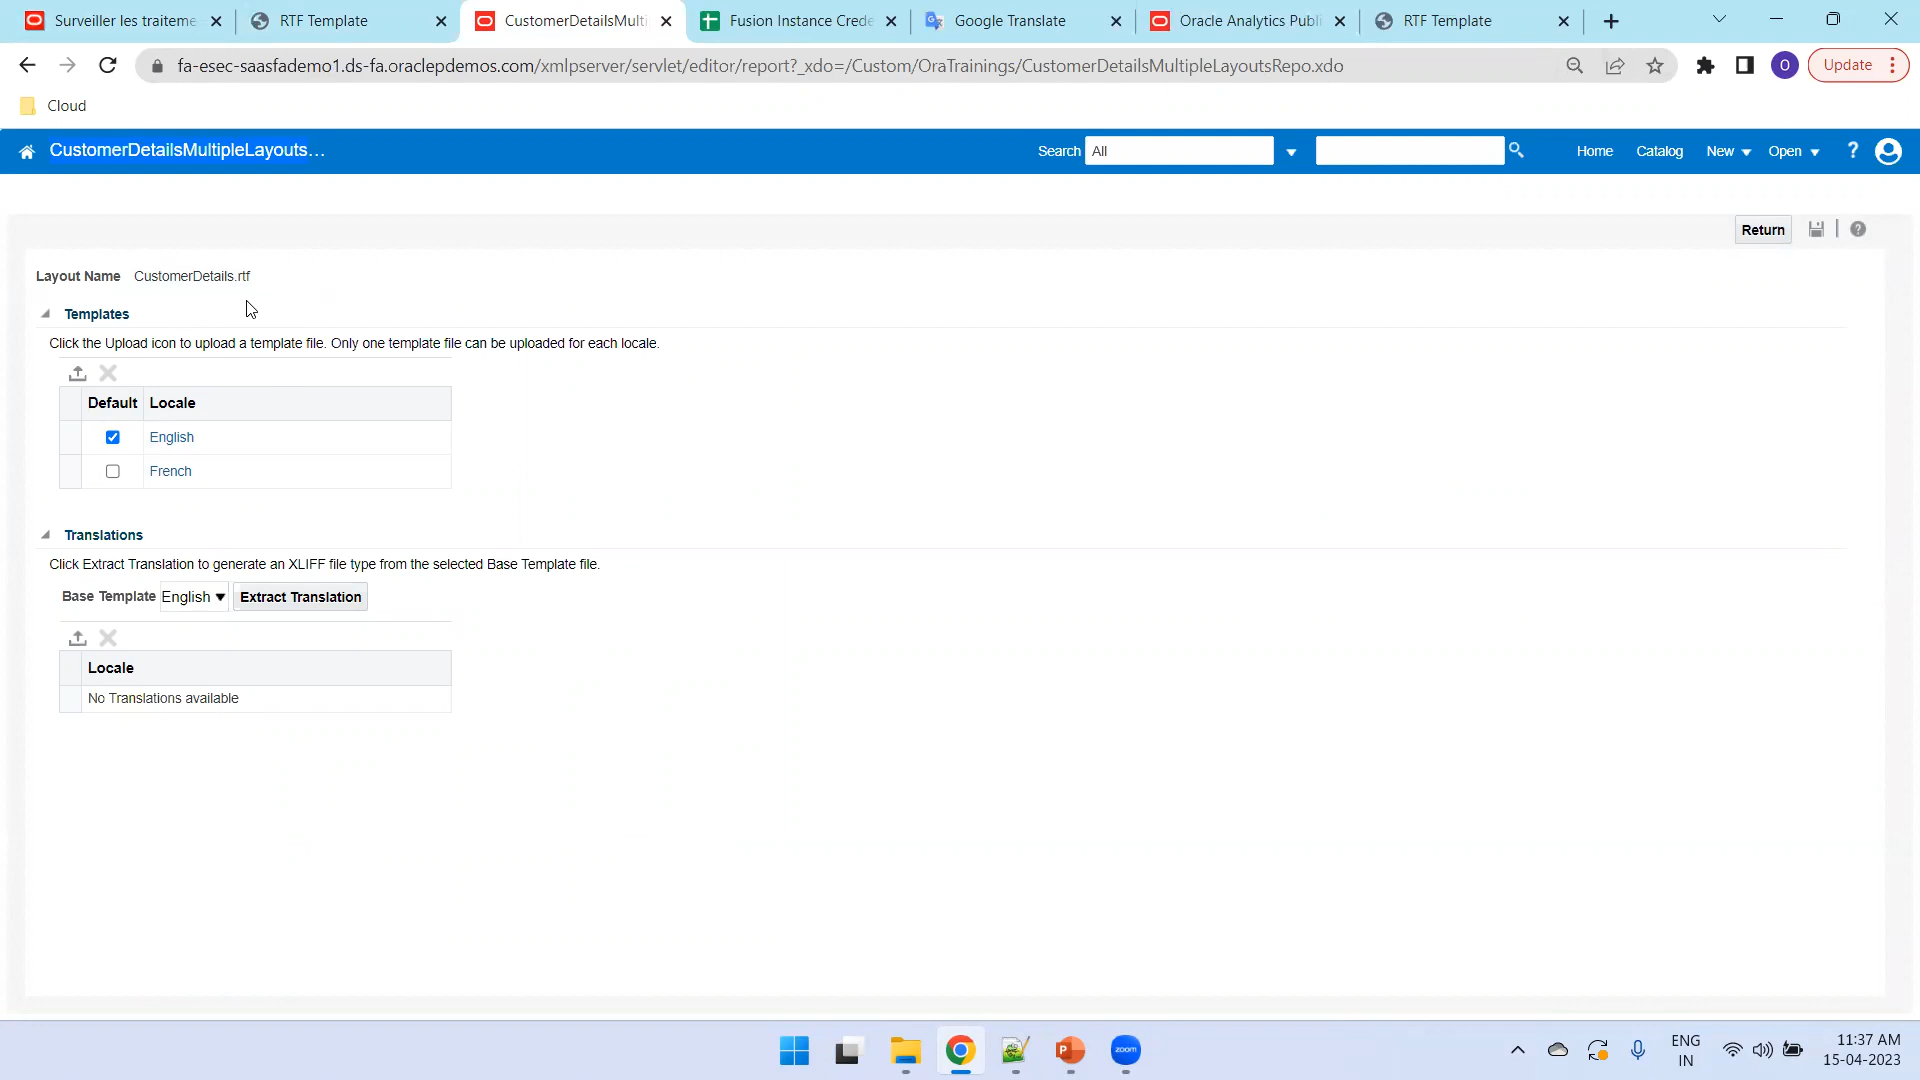 Surveiller les traiteme
RTF Template
CustomerDetailsMulti
Fusion Instance Crede
Google Translate
Oracle Analytics Publi
RTF Template
fa-esec-saasfademo1.ds-fa.oraclepdemos.com/xmlpserver/servlet/editor/report?_xdo=/Custom/OraTrainings/CustomerDetailsMultipleLayoutsRepo.xdo
O
Update
Cloud
CustomerDetailsMultipleLayouts...
Search All
Home Catalog New Open ?
Return
Layout Name CustomerDetails.rtf
Templates
Click the Upload icon to upload a template file. Only one template file can be uploaded for each locale.
Default Locale
English
French
Translations
Click Extract Translation to generate an XLIFF file type from the selected Base Template file.
Base Template English Extract Translation
Locale
No Translations available
zoom
ENG
IN
11:37 AM
15-04-2023